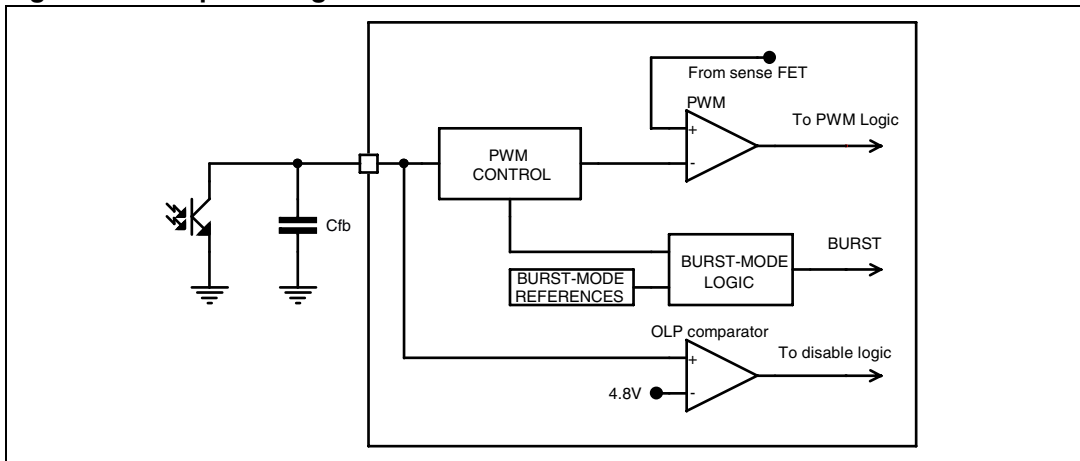 From sense FET
PWM
To PWM Logic
+
-
PWM
CONTROL
Cfb
BURST
BURST-MODE
LOGIC
BURST-MODE
REFERENCES
OLP comparator
To disable logic
+
4.8V
-